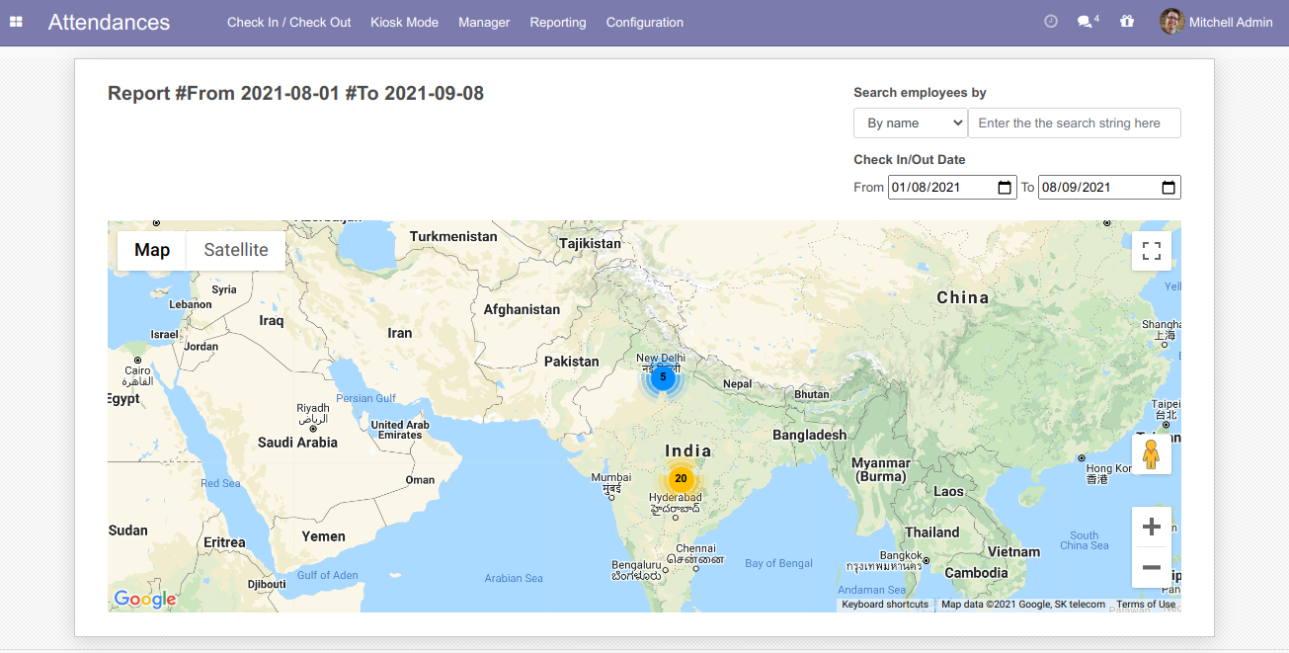 Attendances Check In / Check Out Kiosk Mode Manager Reporting Configuration 4 Mitchell Admin
Report #From 2021-08-01 #To 2021-09-08
Search employees by
By name Enter the the search string here
Check In/Out Date
From 01/08/2021 To 08/09/2021
Map Satellite
Turkmenistan
Tajikistan
Syria
Lebanon
Iraq
Israel
Jordan
Iran
Afghanistan
Pakistan
China
Shangha
上海
Cairo
القاهرة
Egypt
New Delhi
5
Nepal
Bhutan
Persian Gulf
Riyadh
الرياض
United Arab
Emirates
Saudi Arabia
Taipei
台北
Bangladesh
India
20
Mumbai
मुंबई
Hyderabad
హైదరాబాద్
Myanmar
(Burma)
Hong Kon
香港
Oman
Red Sea
Laos
Sudan
Eritrea
Yemen
Thailand
Vietnam
South
China Sea
Chennai
சென்னை
Bengaluru
ಬೆಂಗಳೂರು
Bay of Bengal
Bangkok
กรุงเทพมหานคร
Cambodia
Djibouti
Gulf of Aden
Arabian Sea
Andaman Sea
Google
Keyboard shortcuts Map data ©2021 Google, SK telecom Terms of Use